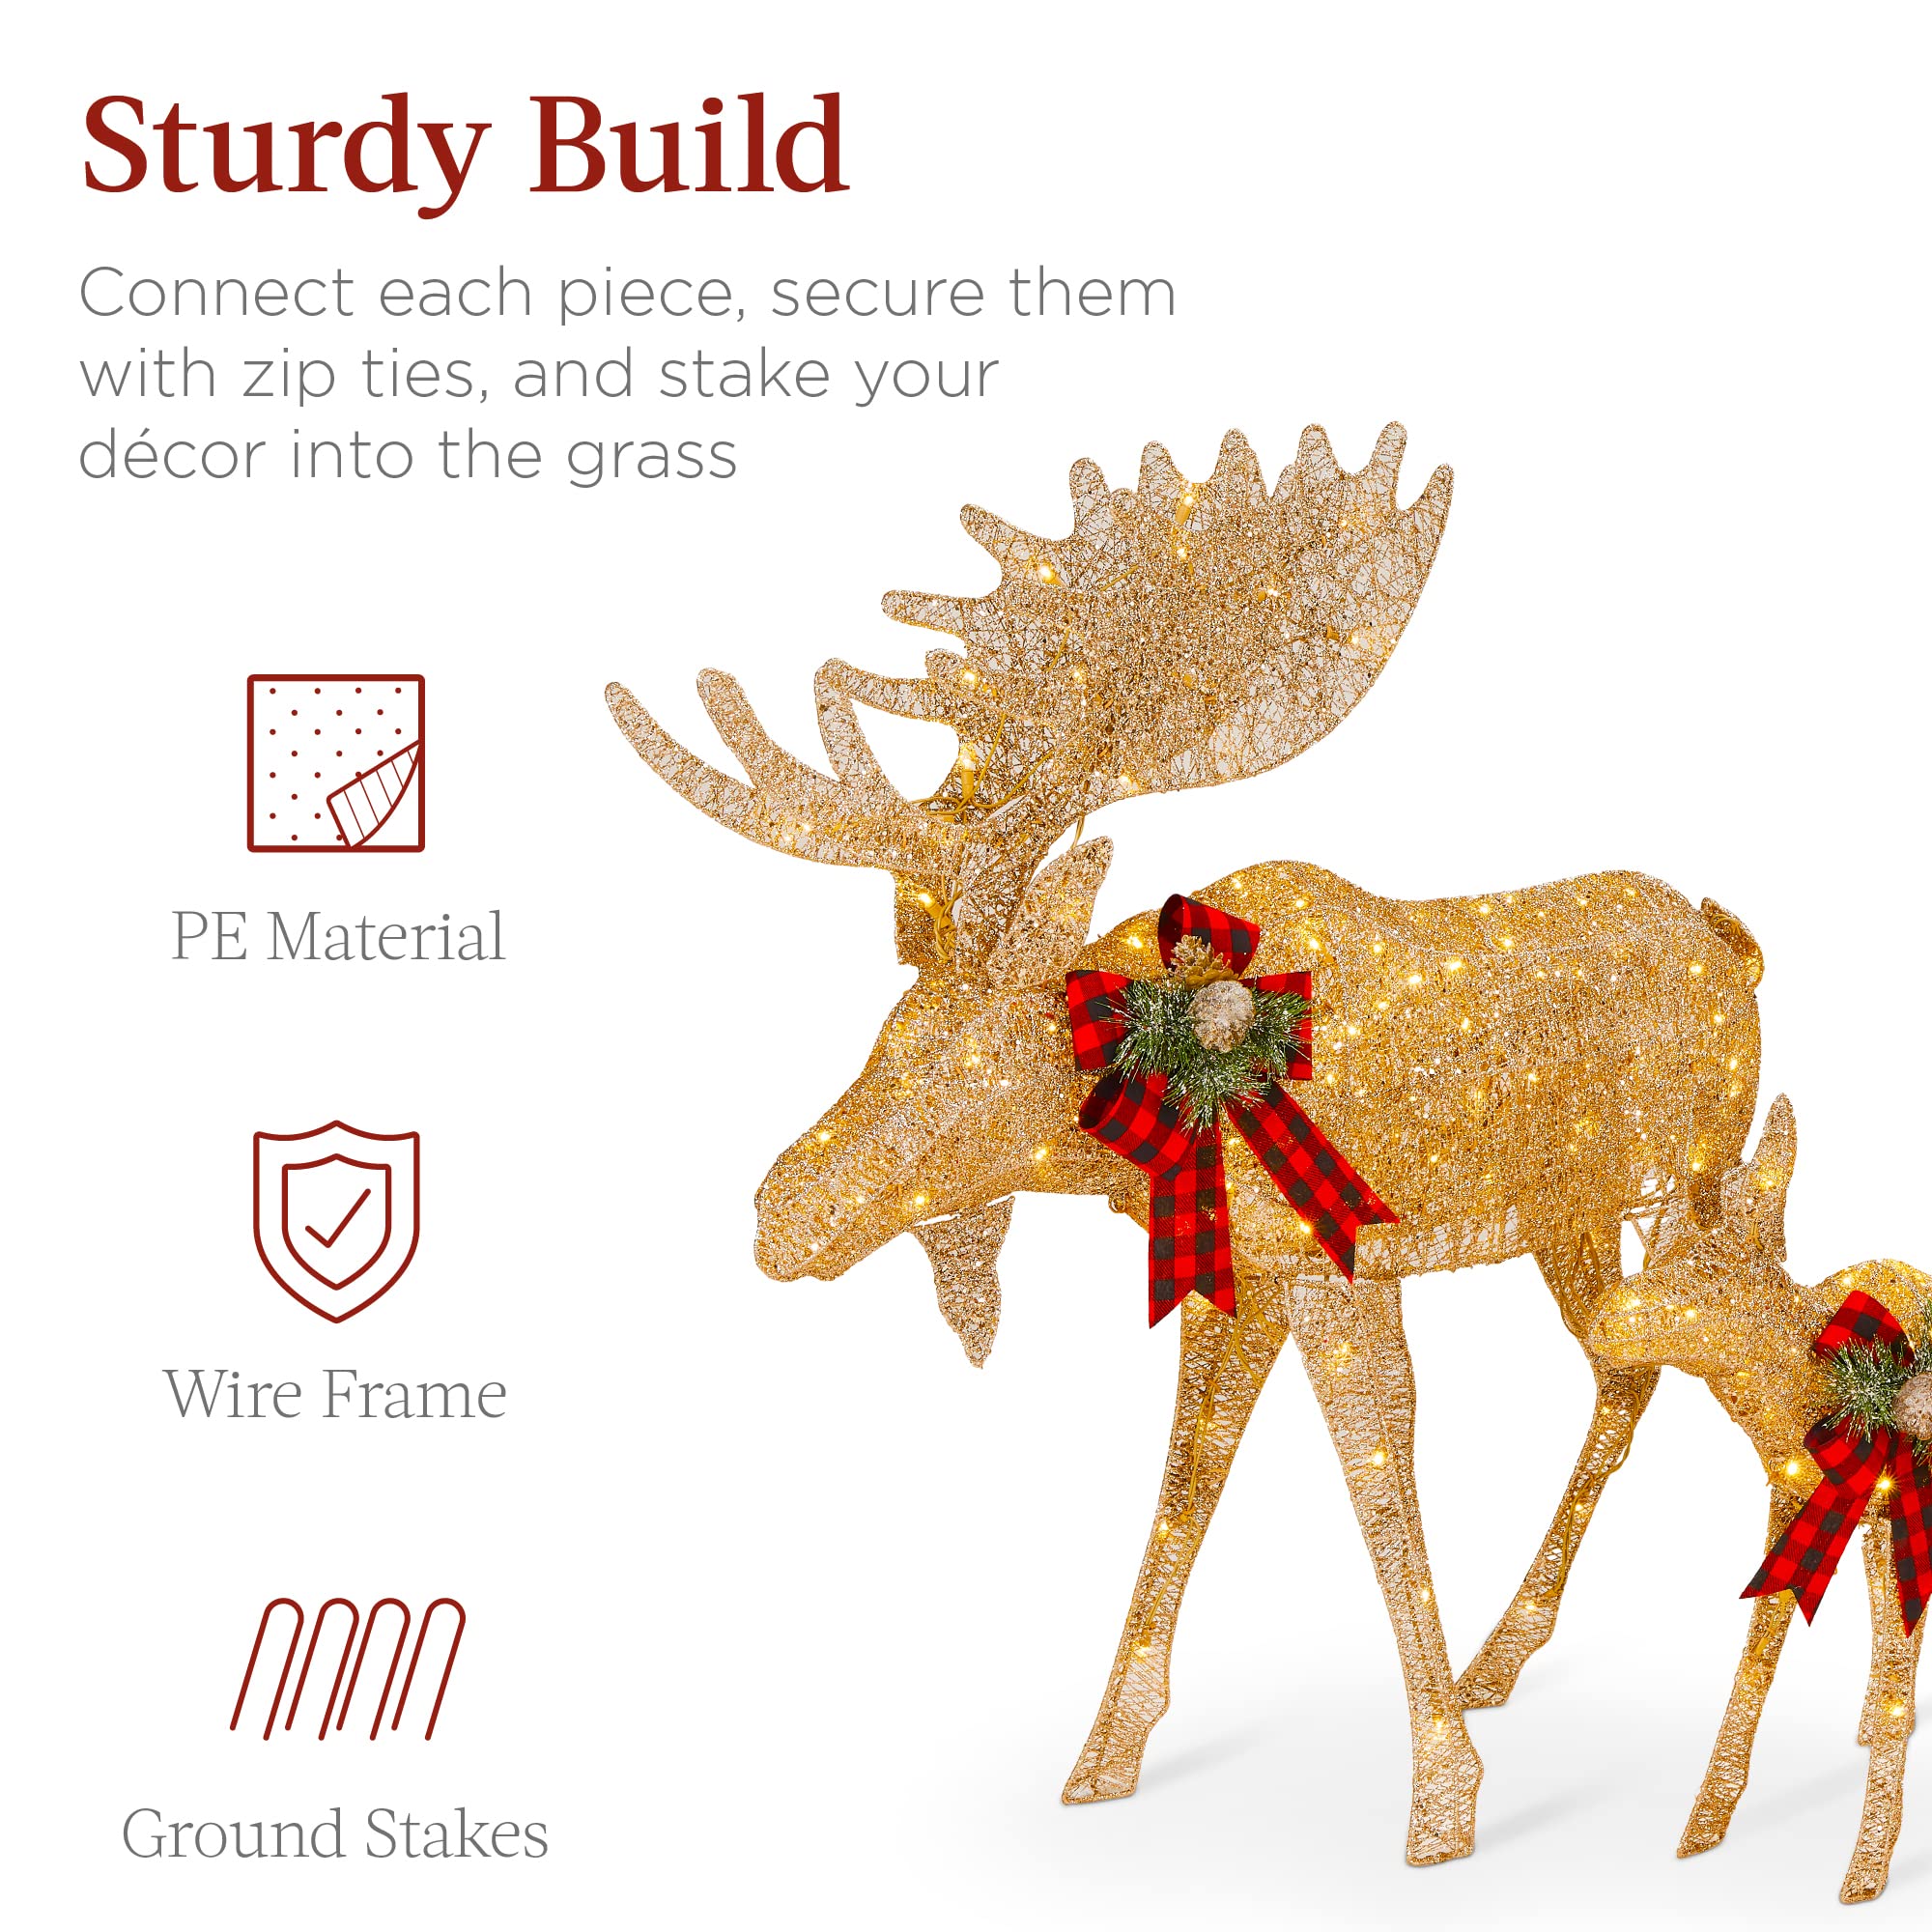 Sturdy Build
Connect each piece, secure them
with zip ties, and stake your
décor into the grass
PE Material
Wire Frame
Ground Stakes